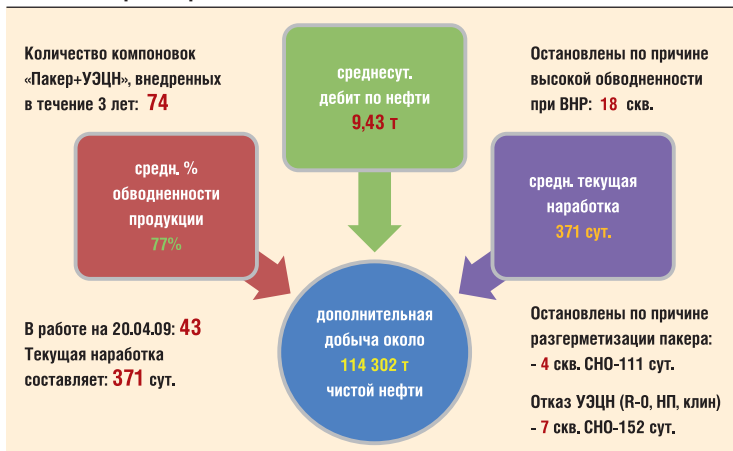 Количество компоновок
«Пакер+УЭЦН», внедренных
в течение 3 лет: 74
среднесут.
дебит по нефти
9,43 т
Остановлены по причине
высокой обводненности
при ВНР: 18 скв.
средн. %
обводненности
продукции
77%
средн. текущая
наработка
371 сут.
дополнительная
добыча около
114 302 т
чистой нефти
В работе на 20.04.09: 43
Текущая наработка
составляет: 371 сут.
Остановлены по причине
разгерметизации пакера:
- 4 скв. СНО-111 сут.
Отказ УЭЦН (R-0, НП, клин)
- 7 скв. СНО-152 сут.